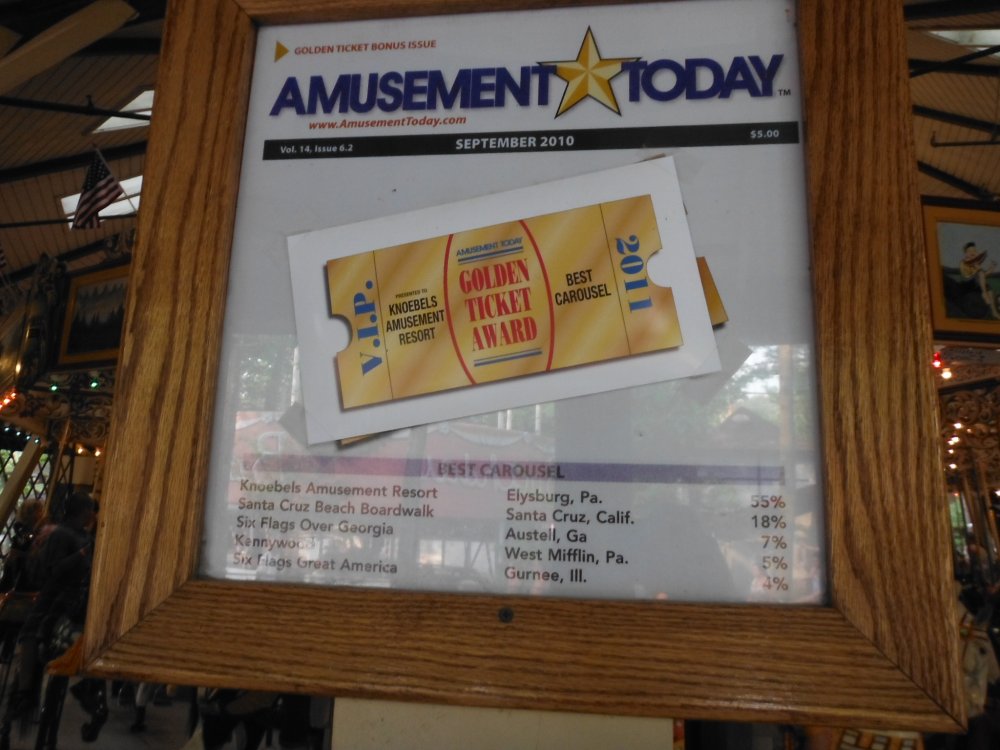 GOLDEN TICKET BONUS ISSUE
AMUSEMENT TODAY™
www.AmusementToday.com
Vol. 14, Issue 6.2 SEPTEMBER 2010 $5.00
V.I.P.
PRESENTED TO
KNOEBELS
AMUSEMENT
RESORT
AMUSEMENT TODAY
GOLDEN
TICKET
AWARD
BEST
CAROUSEL
2011
BEST CAROUSEL
Knoebels Amusement Resort Elysburg, Pa. 55%
Santa Cruz Beach Boardwalk Santa Cruz, Calif. 18%
Six Flags Over Georgia Austell, Ga 7%
Kennywood West Mifflin, Pa. 5%
Six Flags Great America Gurnee, Ill. 4%